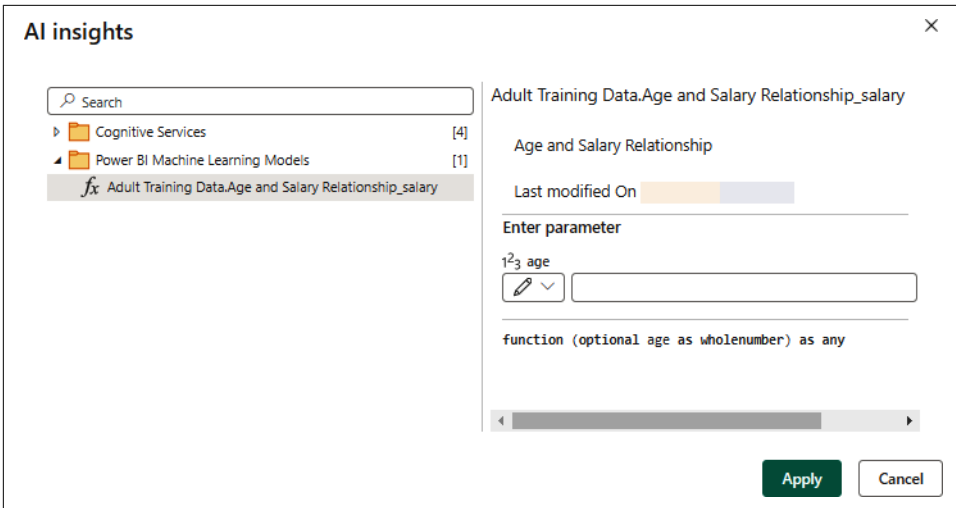 AI insights
Search
Cognitive Services [4]
Power BI Machine Learning Models [1]
fx Adult Training Data.Age and Salary Relationship_salary
Adult Training Data.Age and Salary Relationship_salary
Age and Salary Relationship
Last modified On
Enter parameter
1²3 age
function (optional age as wholenumber) as any
Apply
Cancel